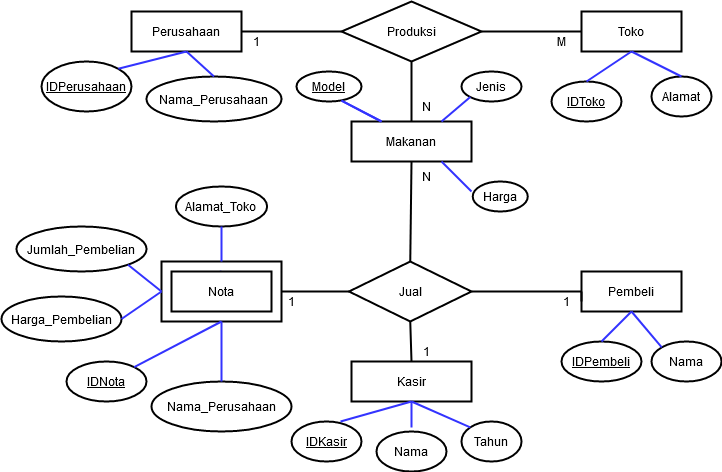 Perusahaan
Produksi
Toko
1
M
IDPerusahaan
Nama_Perusahaan
Model
Jenis
N
IDToko
Alamat
Makanan
N
Harga
Alamat_Toko
Jumlah_Pembelian
Nota
1
Jual
1
Pembeli
Harga_Pembelian
1
IDNota
Nama_Perusahaan
Kasir
IDPembeli
Nama
IDKasir
Nama
Tahun